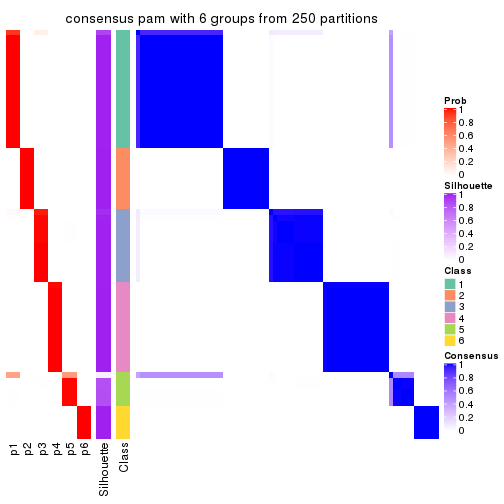 consensus pam with 6 groups from 250 partitions
Prob
1
0.8
0.6
0.4
0.2
0
Silhouette
1
0.8
0.6
0.4
0.2
0
Class
1
2
3
4
5
6
Consensus
1
0.8
0.6
0.4
0.2
0
p1
p2
p3
p4
p5
p6
Silhouette
Class